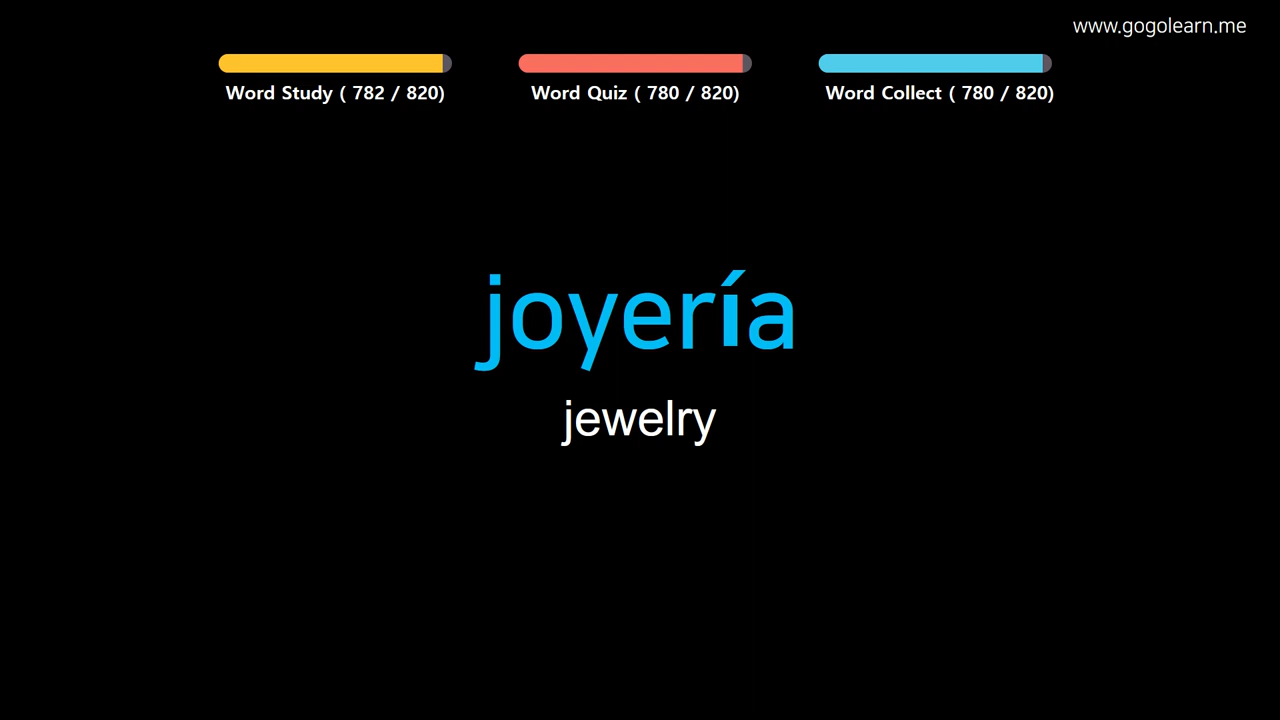 www.gogolearn.me
Word Study ( 782 / 820)
Word Quiz ( 780 / 820)
Word Collect ( 780 / 820)
joyería
jewelry